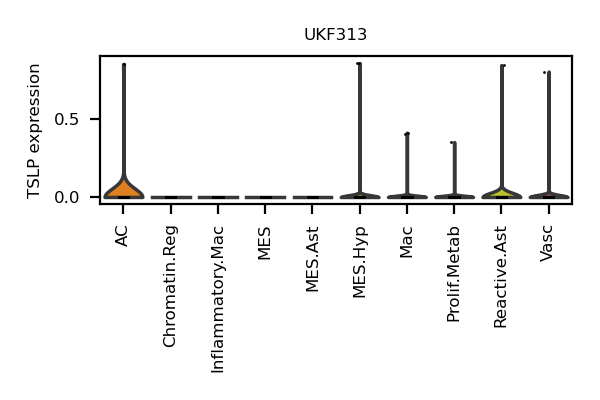 UKF313
TSLP expression
0.5
0.0
AC
Chromatin.Reg
Inflammatory.Mac
MES
MES.Ast
MES.Hyp
Mac
Prolif.Metab
Reactive.Ast
Vasc